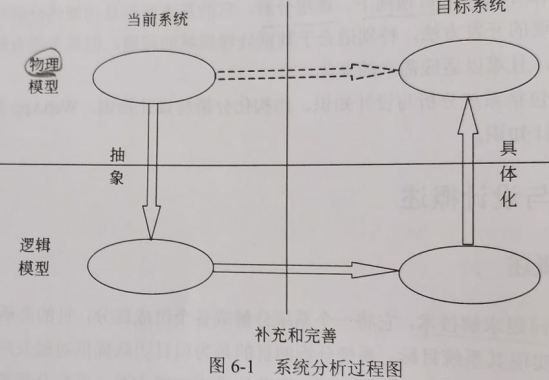 当前系统
目标系统
物理
模型
抽
象
具
体
化
逻辑
模型
补充和完善
图 6-1 系统分析过程图